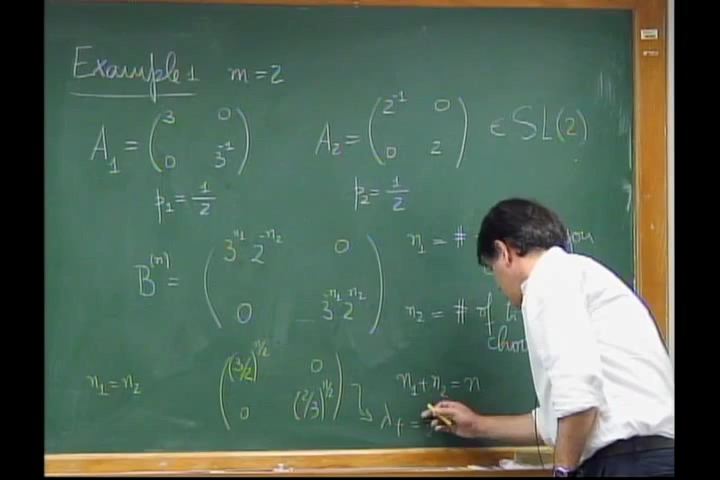 Example 1 m = 2
A₁ = (3 0 ; 0 3⁻¹) A₂ = (2⁻¹ 0 ; 0 2) ∈ SL(2)
p₁ = 1/2 p₂ = 1/2
B⁽ⁿ⁾ = (3^{n₁} 2^{-n₂} 0 ; 0 3^{-n₁} 2^{n₂}) n₁ = # you
n₂ = # of
n₁ = n₂ ((3/2)^{n/2} 0 ; 0 (2/3)^{n/2}) n₁ + n₂ = n
λ₊ =